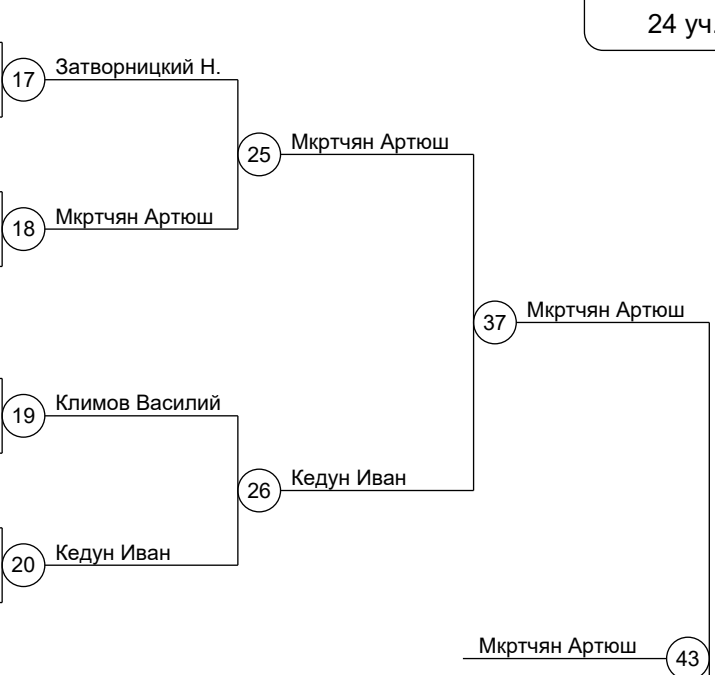 24 уч.
17 Затворницкий Н.
25 Мкртчян Артюш
18 Мкртчян Артюш
37 Мкртчян Артюш
19 Климов Василий
26 Кедун Иван
20 Кедун Иван
Мкртчян Артюш 43